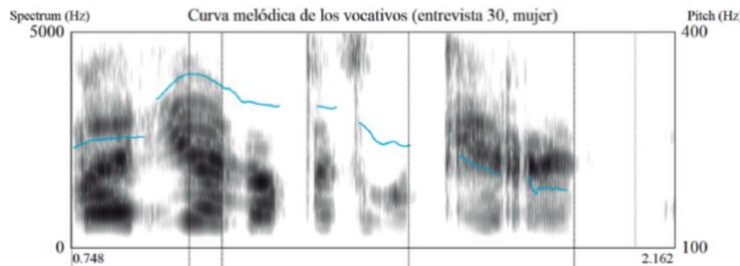 Spectrum (Hz) Curva melódica de los vocativos (entrevista 30, mujer) Pitch (Hz)
5000 400
0 100
0.748 2.162